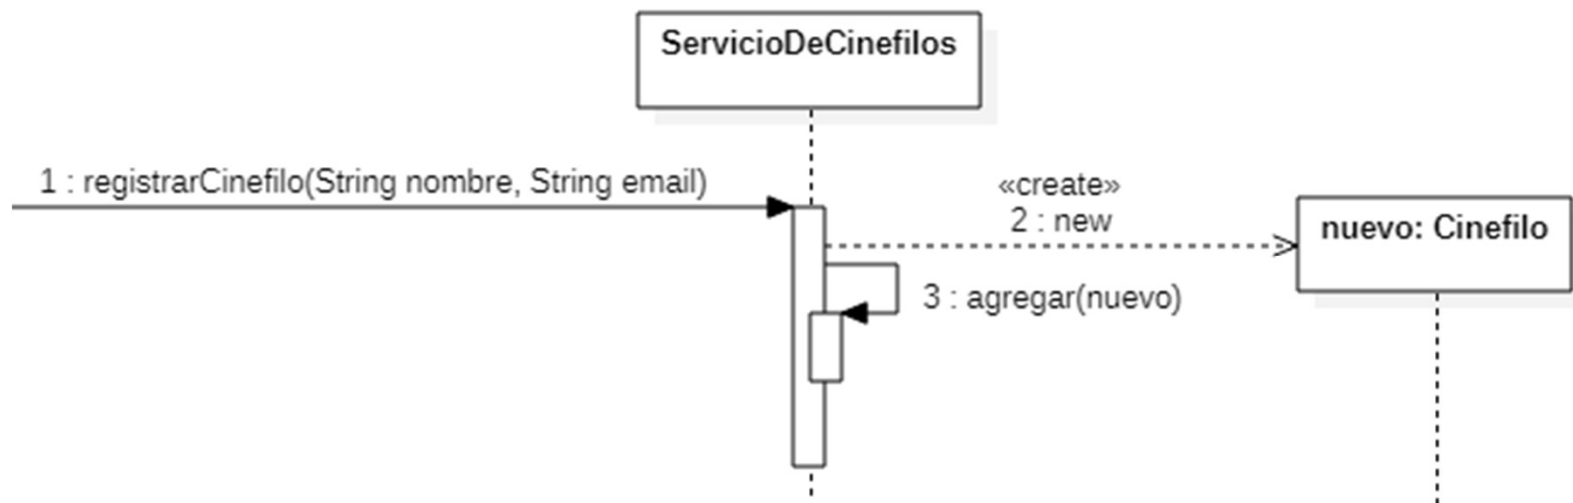 ServicioDeCinefilos
1 : registrarCinefilo(String nombre, String email)
«create»
2 : new
nuevo: Cinefilo
3 : agregar(nuevo)